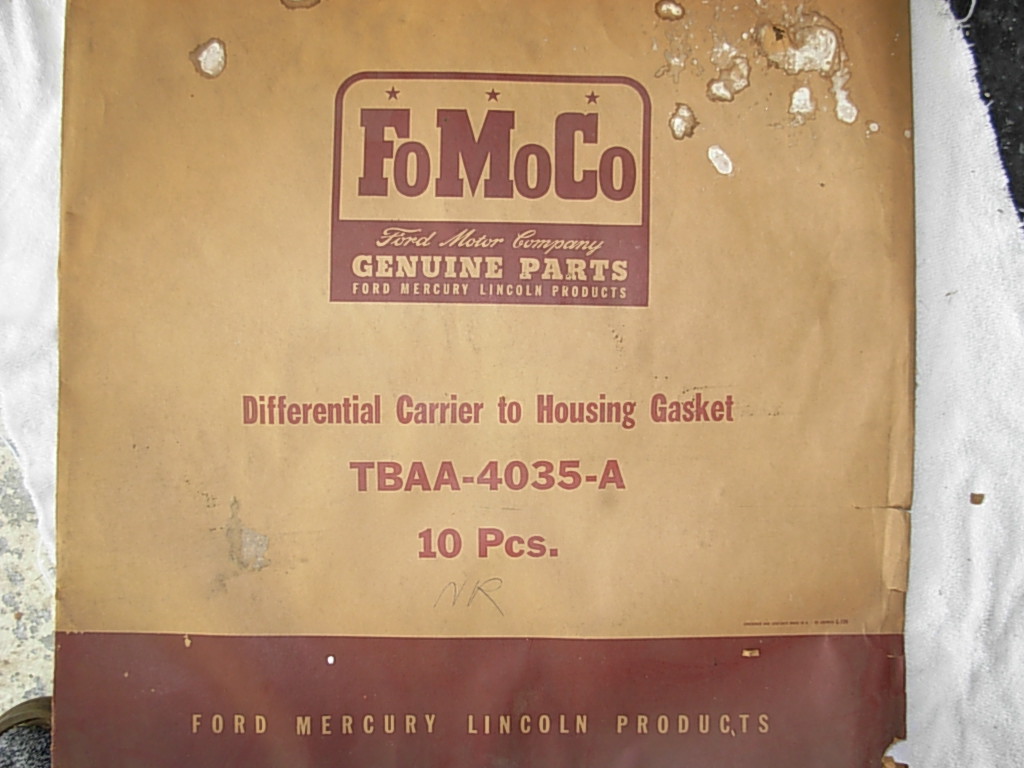 FoMoCo
Ford Motor Company
GENUINE PARTS
FORD MERCURY LINCOLN PRODUCTS
Differential Carrier to Housing Gasket
TBAA-4035-A
10 Pcs.
NR
FORD MERCURY LINCOLN PRODUCTS